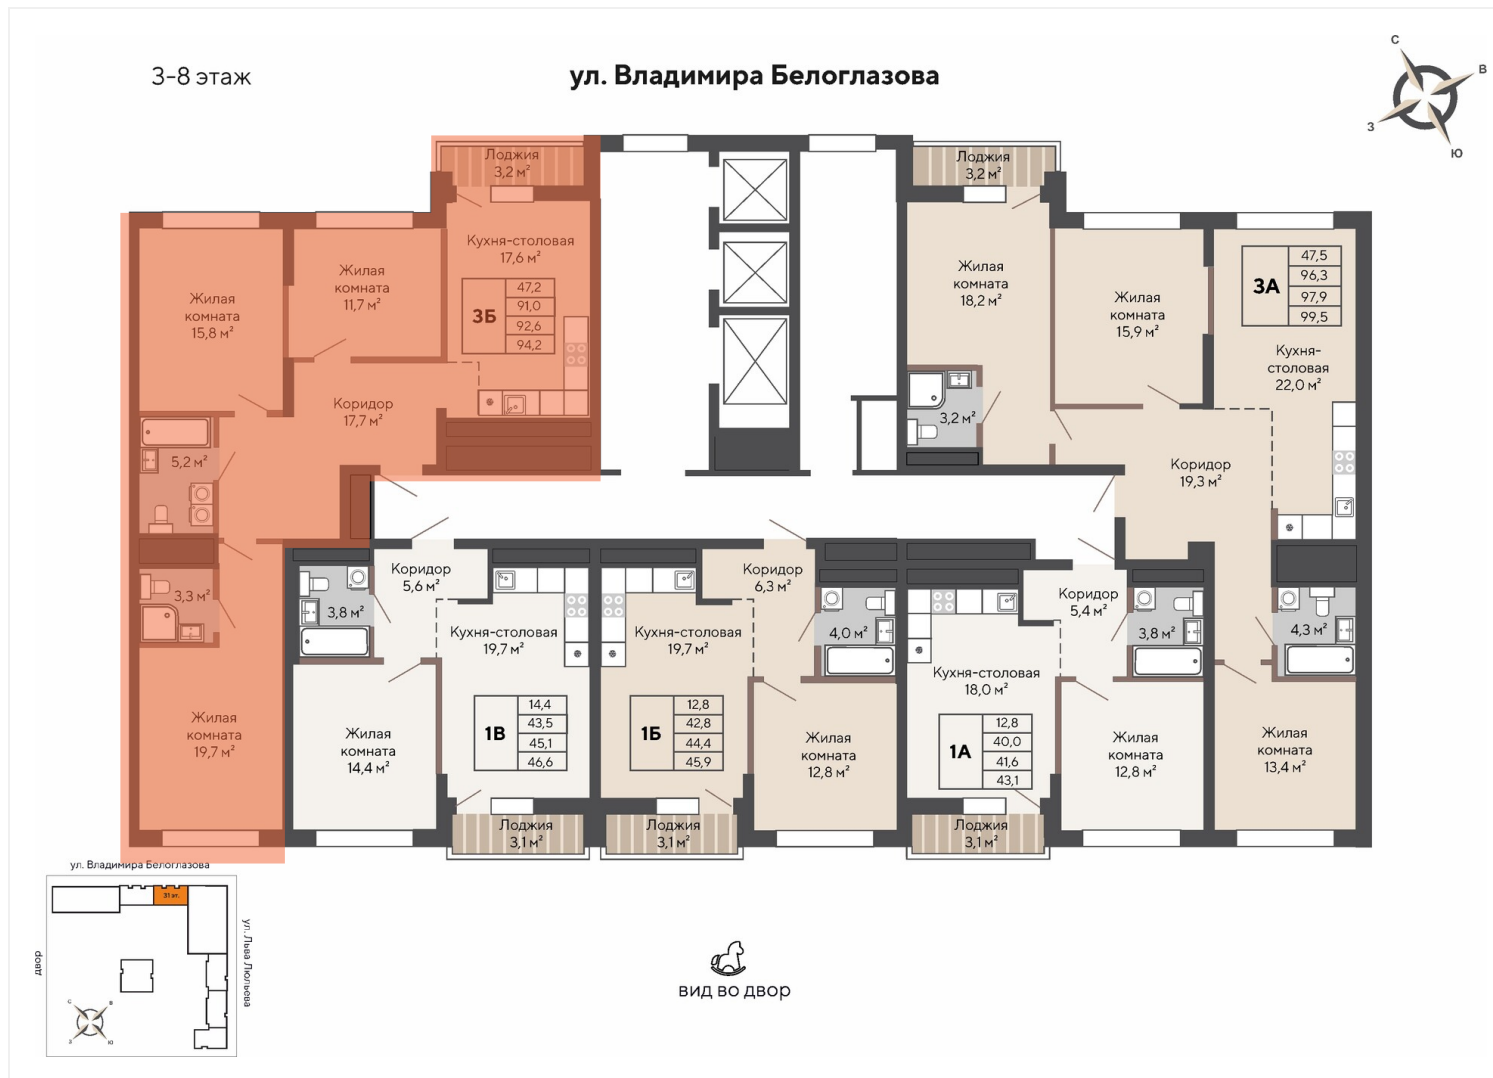 3-8 этаж
ул. Владимира Белоглазова
С
В
З
Ю
Лоджия
3,2 м²
Кухня-столовая
17,6 м²
3Б
47,2
91,0
92,6
94,2
Жилая
комната
11,7 м²
Жилая
комната
15,8 м²
Коридор
17,7 м²
5,2 м²
3,3 м²
Жилая
комната
19,7 м²
Лоджия
3,2 м²
Жилая
комната
18,2 м²
3,2 м²
Жилая
комната
15,9 м²
3А
47,5
96,3
97,9
99,5
Кухня-
столовая
22,0 м²
Коридор
19,3 м²
4,3 м²
Жилая
комната
13,4 м²
Коридор
5,6 м²
3,8 м²
Кухня-столовая
19,7 м²
1В
14,4
43,5
45,1
46,6
Жилая
комната
14,4 м²
Лоджия
3,1 м²
Коридор
6,3 м²
4,0 м²
Кухня-столовая
19,7 м²
1Б
12,8
42,8
44,4
45,9
Жилая
комната
12,8 м²
Лоджия
3,1 м²
Коридор
5,4 м²
3,8 м²
Кухня-столовая
18,0 м²
1А
12,8
40,0
41,6
43,1
Жилая
комната
12,8 м²
Лоджия
3,1 м²
ул. Владимира Белоглазова
31 эт.
двор
ул. Льва Люльева
С
В
З
Ю
вид во двор